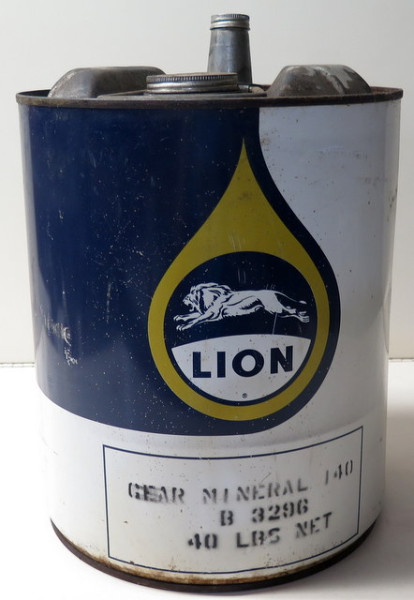 LION
®
GEAR MINERAL 140
B 3296
40 LBS NET